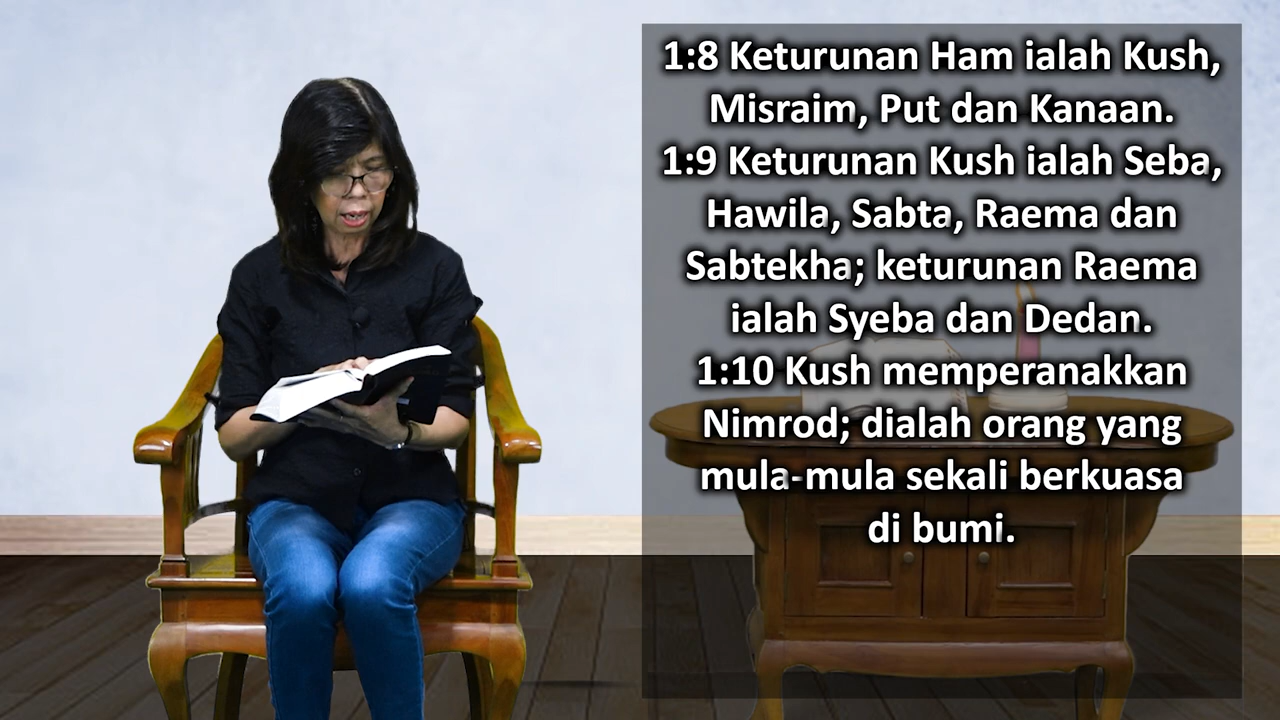 1:8 Keturunan Ham ialah Kush,
Misraim, Put dan Kanaan.
1:9 Keturunan Kush ialah Seba,
Hawila, Sabta, Raema dan
Sabtekha; keturunan Raema
ialah Syeba dan Dedan.
1:10 Kush memperanakkan
Nimrod; dialah orang yang
mula-mula sekali berkuasa
di bumi.